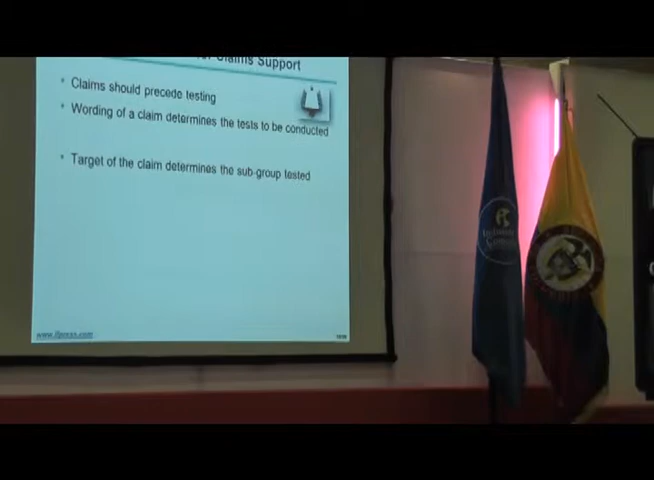 Claims Support
* Claims should precede testing
* Wording of a claim determines the tests to be conducted
* Target of the claim determines the sub-group tested
www.ifpress.com